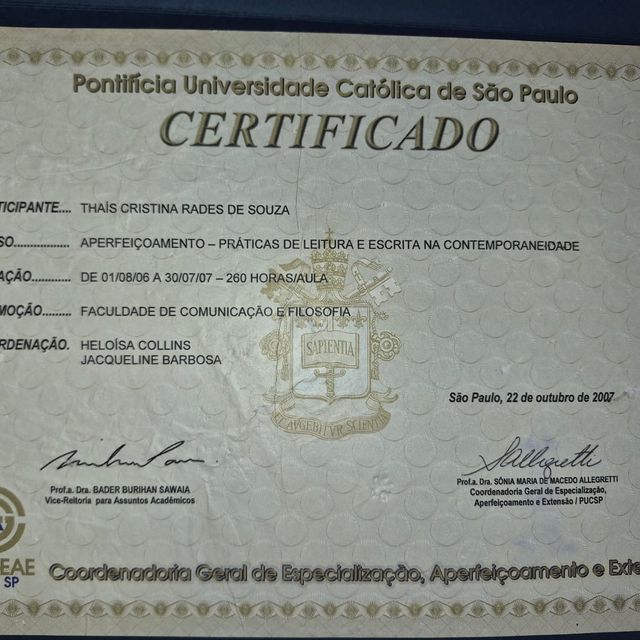 Pontifícia Universidade Católica de São Paulo
CERTIFICADO
TICIPANTE.... THAÍS CRISTINA RADES DE SOUZA
SO................. APERFEIÇOAMENTO – PRÁTICAS DE LEITURA E ESCRITA NA CONTEMPORANEIDADE
AÇÃO............ DE 01/08/06 A 30/07/07 – 260 HORAS/AULA
MOÇÃO......... FACULDADE DE COMUNICAÇÃO E FILOSOFIA
RDENAÇÃO. HELOÍSA COLLINS
JACQUELINE BARBOSA
SAPIENTIA
ET AVGEBITVR SCIENTIA
São Paulo, 22 de outubro de 2007
SAllegretti
Prof.a. Dra. BADER BURIHAN SAWAIA
Vice-Reitoria para Assuntos Acadêmicos
Prof.a. Dra. SÔNIA MARIA DE MACEDO ALLEGRETTI
Coordenadoria Geral de Especialização,
Aperfeiçoamento e Extensão / PUCSP
EAE
SP
Coordenadoria Geral de Especialização, Aperfeiçoamento e Exte